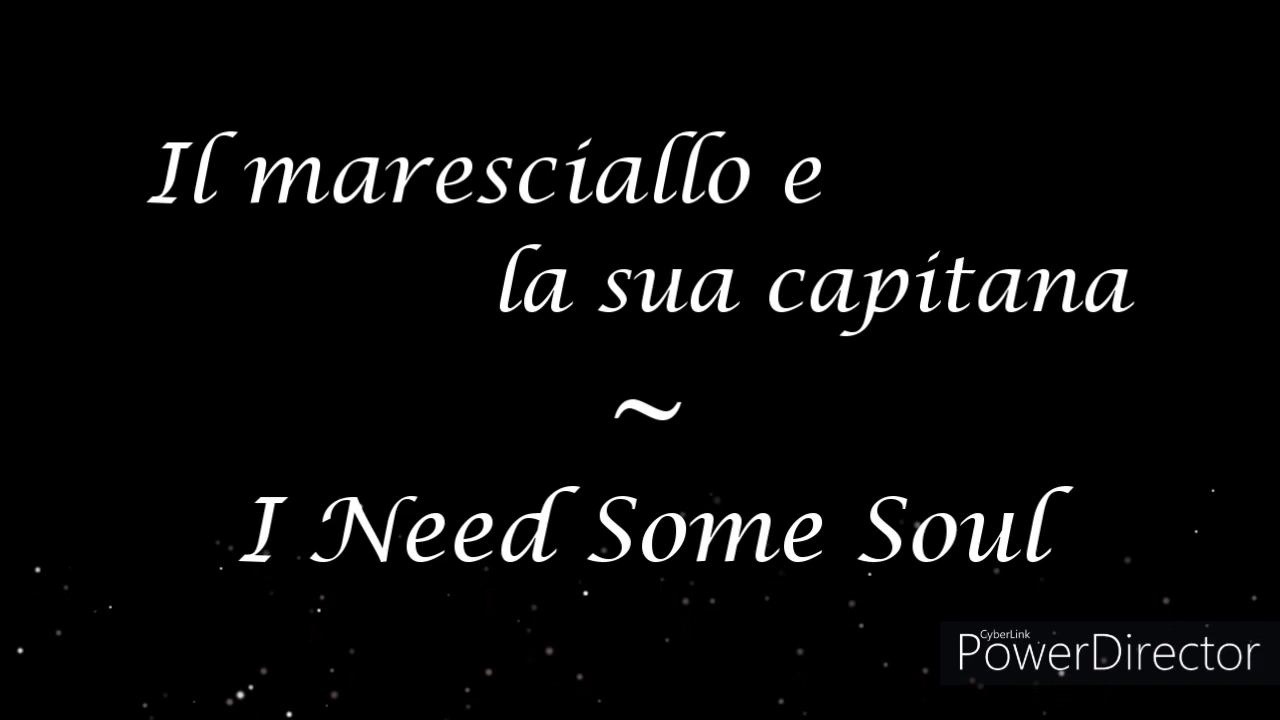 Il maresciallo e
la sua capitana
~
I Need Some Soul
CyberLink
PowerDirector